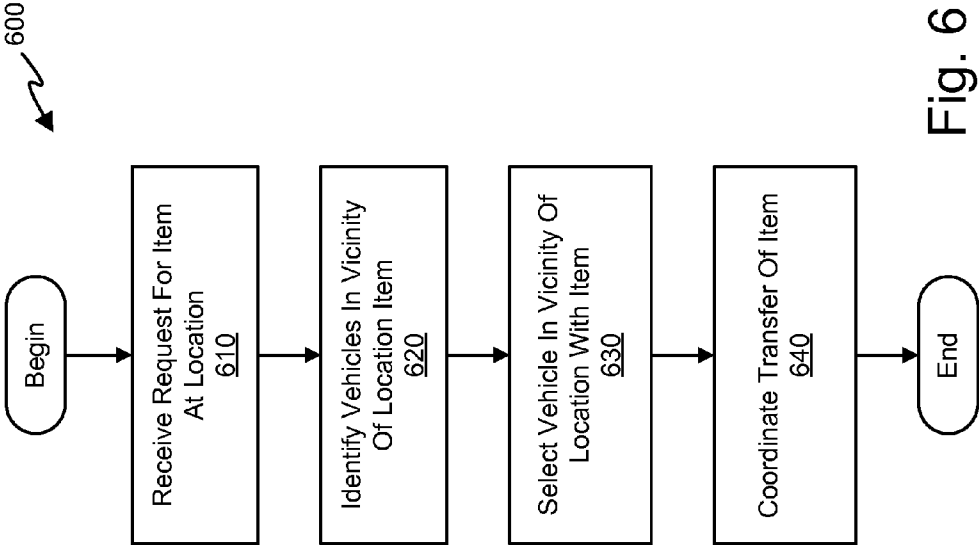 600
Begin
Receive Request For Item
At Location
610
Identify Vehicles In Vicinity
Of Location Item
620
Select Vehicle In Vicinity Of
Location With Item
630
Coordinate Transfer Of Item
640
End
Fig. 6